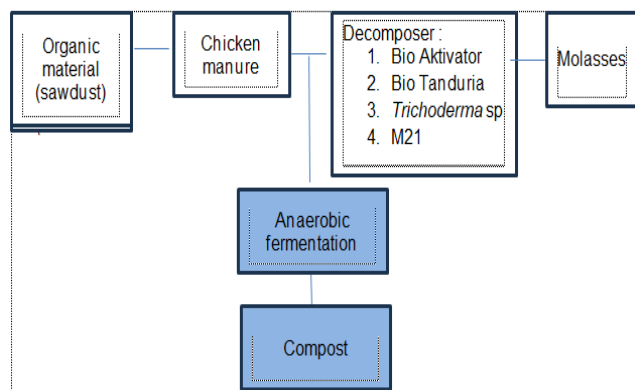 Organic
material
(sawdust)
Chicken
manure
Decomposer :
1. Bio Aktivator
2. Bio Tanduria
3. Trichoderma sp
4. M21
Molasses
Anaerobic
fermentation
Compost